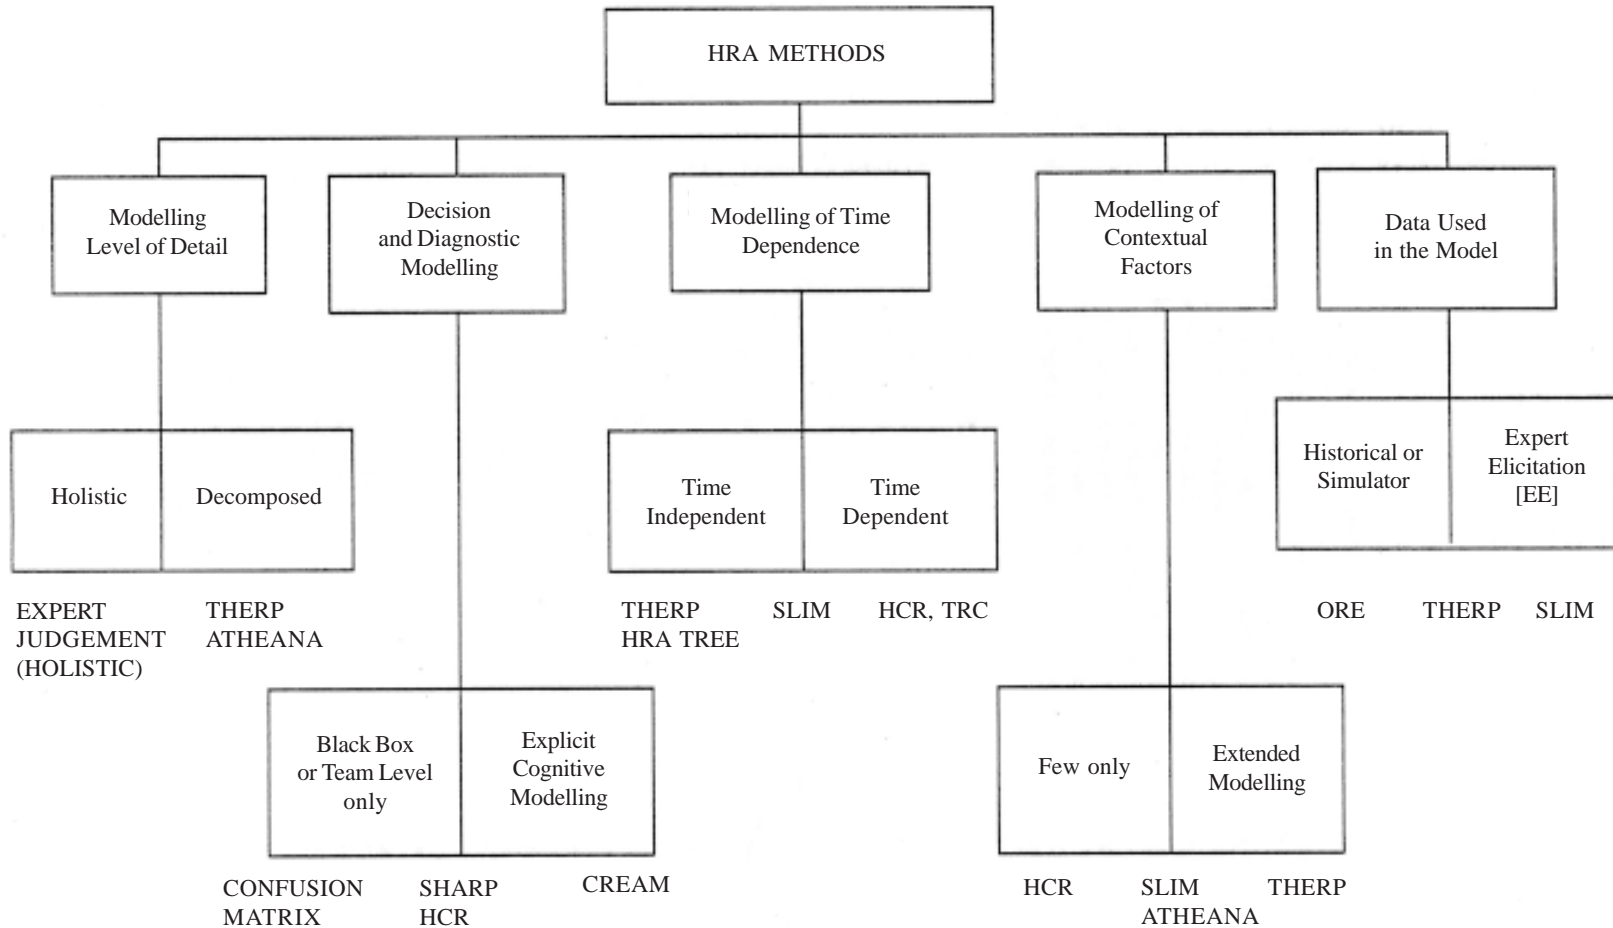 HRA METHODS
Modelling
Level of Detail
Decision
and Diagnostic
Modelling
Modelling of Time
Dependence
Modelling of
Contextual
Factors
Data Used
in the Model
Holistic
Decomposed
Time
Independent
Time
Dependent
Historical or
Simulator
Expert
Elicitation
[EE]
EXPERT
JUDGEMENT
(HOLISTIC)
THERP
ATHEANA
THERP
HRA TREE
SLIM
HCR, TRC
ORE
THERP
SLIM
Black Box
or Team Level
only
Explicit
Cognitive
Modelling
Few only
Extended
Modelling
CONFUSION
MATRIX
SHARP
HCR
CREAM
HCR
SLIM
ATHEANA
THERP